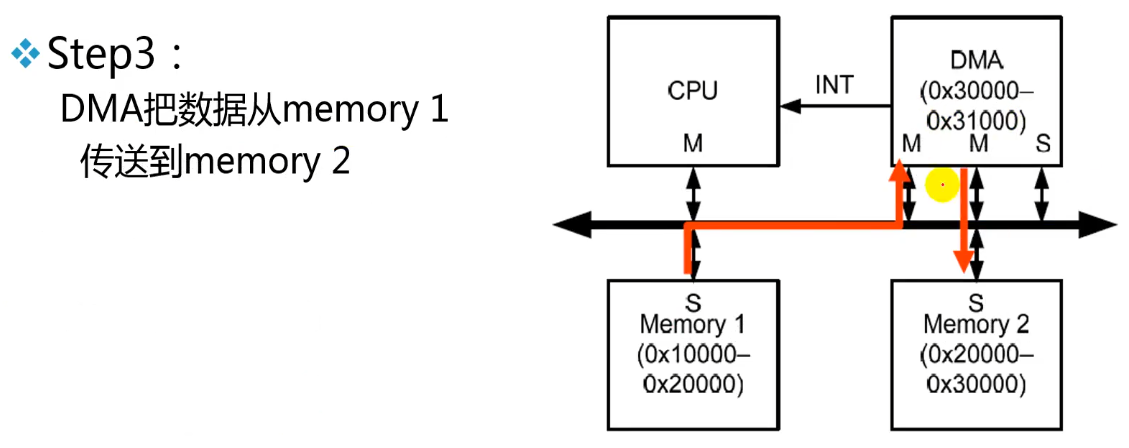 Step3：
DMA把数据从memory 1
传送到memory 2
CPU
M
INT
DMA
(0x30000–
0x31000)
M M S
S
Memory 1
(0x10000–
0x20000)
S
Memory 2
(0x20000–
0x30000)